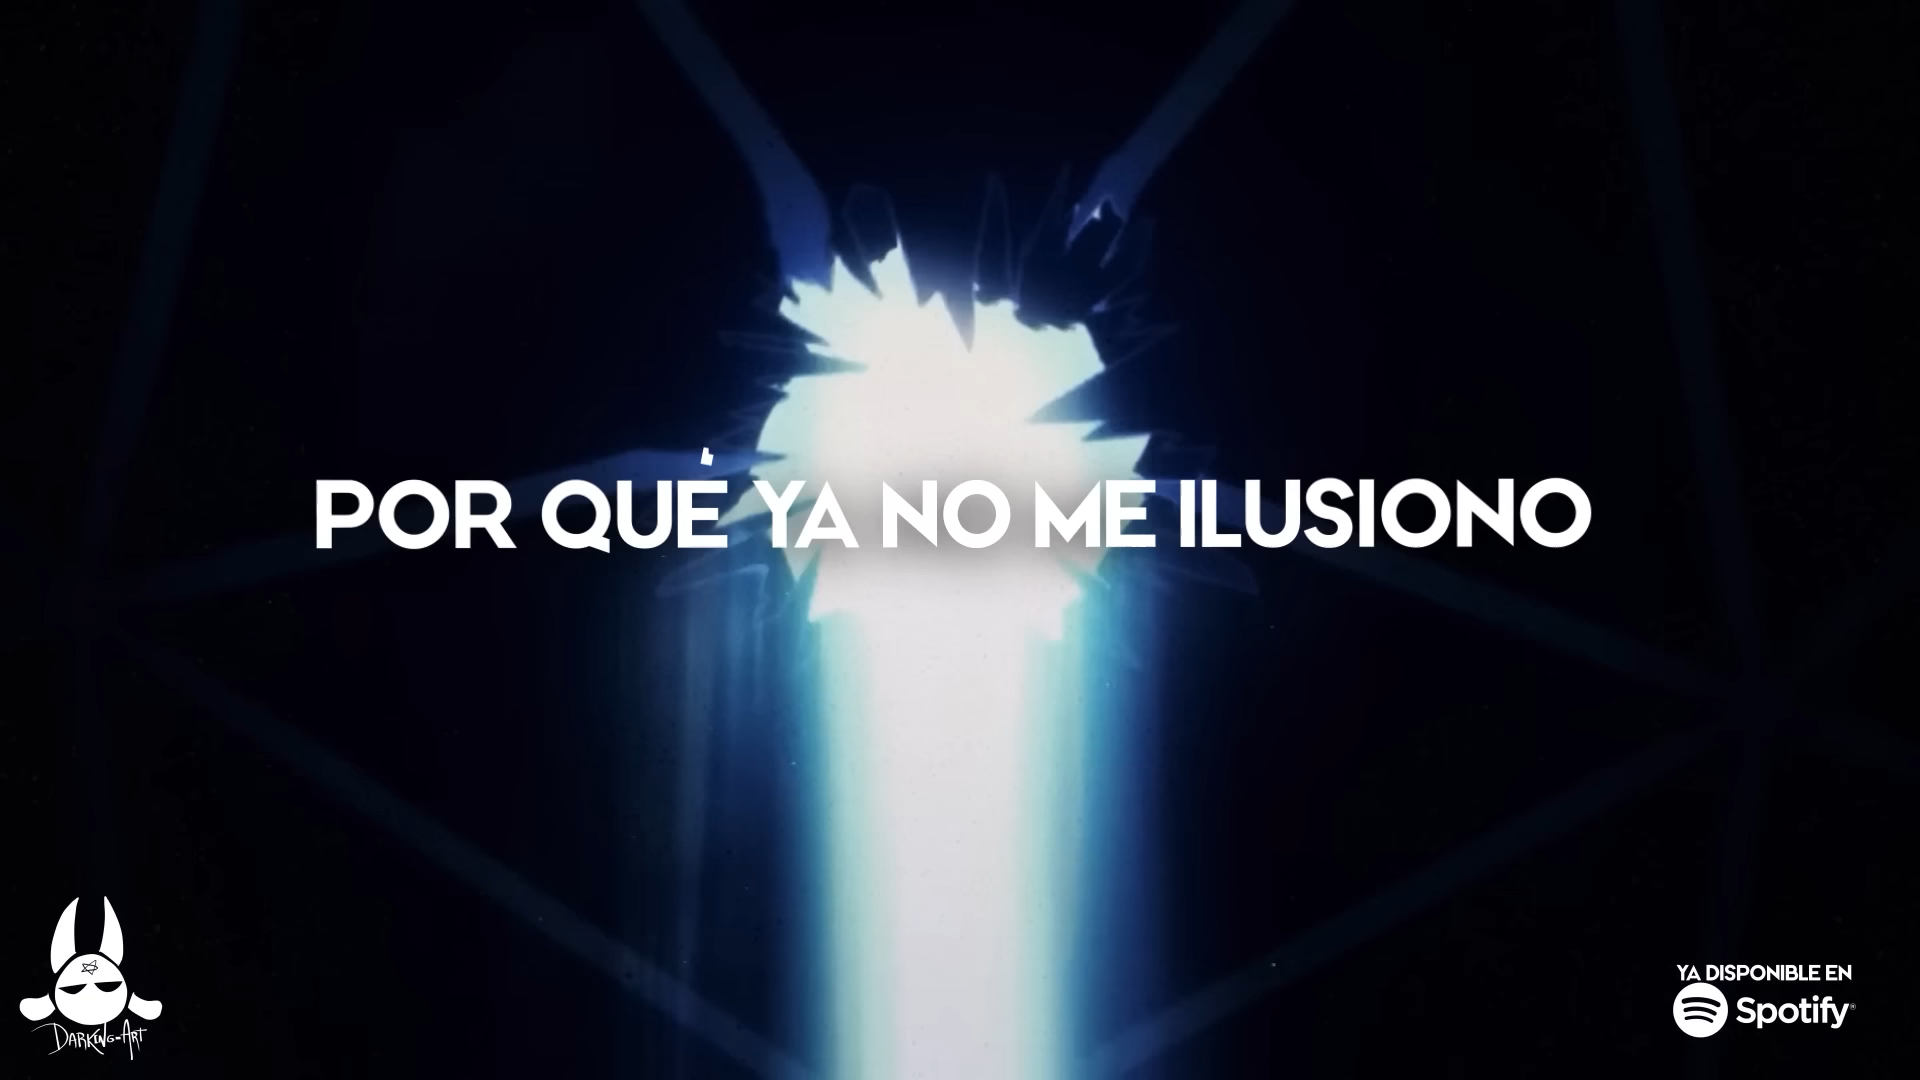 POR QUÉ YA NO ME ILUSIONO
DARKING-ART
YA DISPONIBLE EN
Spotify®